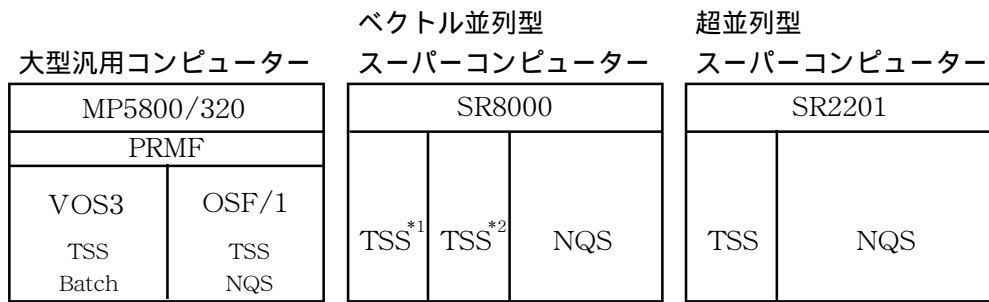 大型汎用コンピューター
MP5800/320
PRMF
VOS3
TSS
Batch
OSF/1
TSS
NQS
ベクトル並列型
スーパーコンピューター
SR8000
TSS*1
TSS*2
NQS
超並列型
スーパーコンピューター
SR2201
TSS
NQS